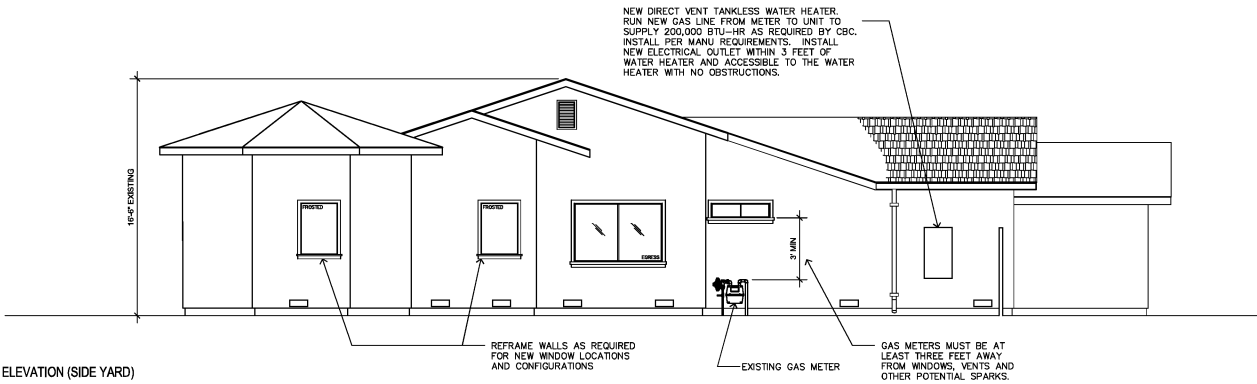 NEW DIRECT VENT TANKLESS WATER HEATER.
RUN NEW GAS LINE FROM METER TO UNIT TO
SUPPLY 200,000 BTU-HR AS REQUIRED BY CBC.
INSTALL PER MANU REQUIREMENTS. INSTALL
NEW ELECTRICAL OUTLET WITHIN 3 FEET OF
WATER HEATER AND ACCESSIBLE TO THE WATER
HEATER WITH NO OBSTRUCTIONS.
16'-6" EXISTING
FROSTED
FROSTED
EGRESS
3' MIN
REFRAME WALLS AS REQUIRED
FOR NEW WINDOW LOCATIONS
AND CONFIGURATIONS
EXISTING GAS METER
GAS METERS MUST BE AT
LEAST THREE FEET AWAY
FROM WINDOWS, VENTS AND
OTHER POTENTIAL SPARKS.
ELEVATION (SIDE YARD)